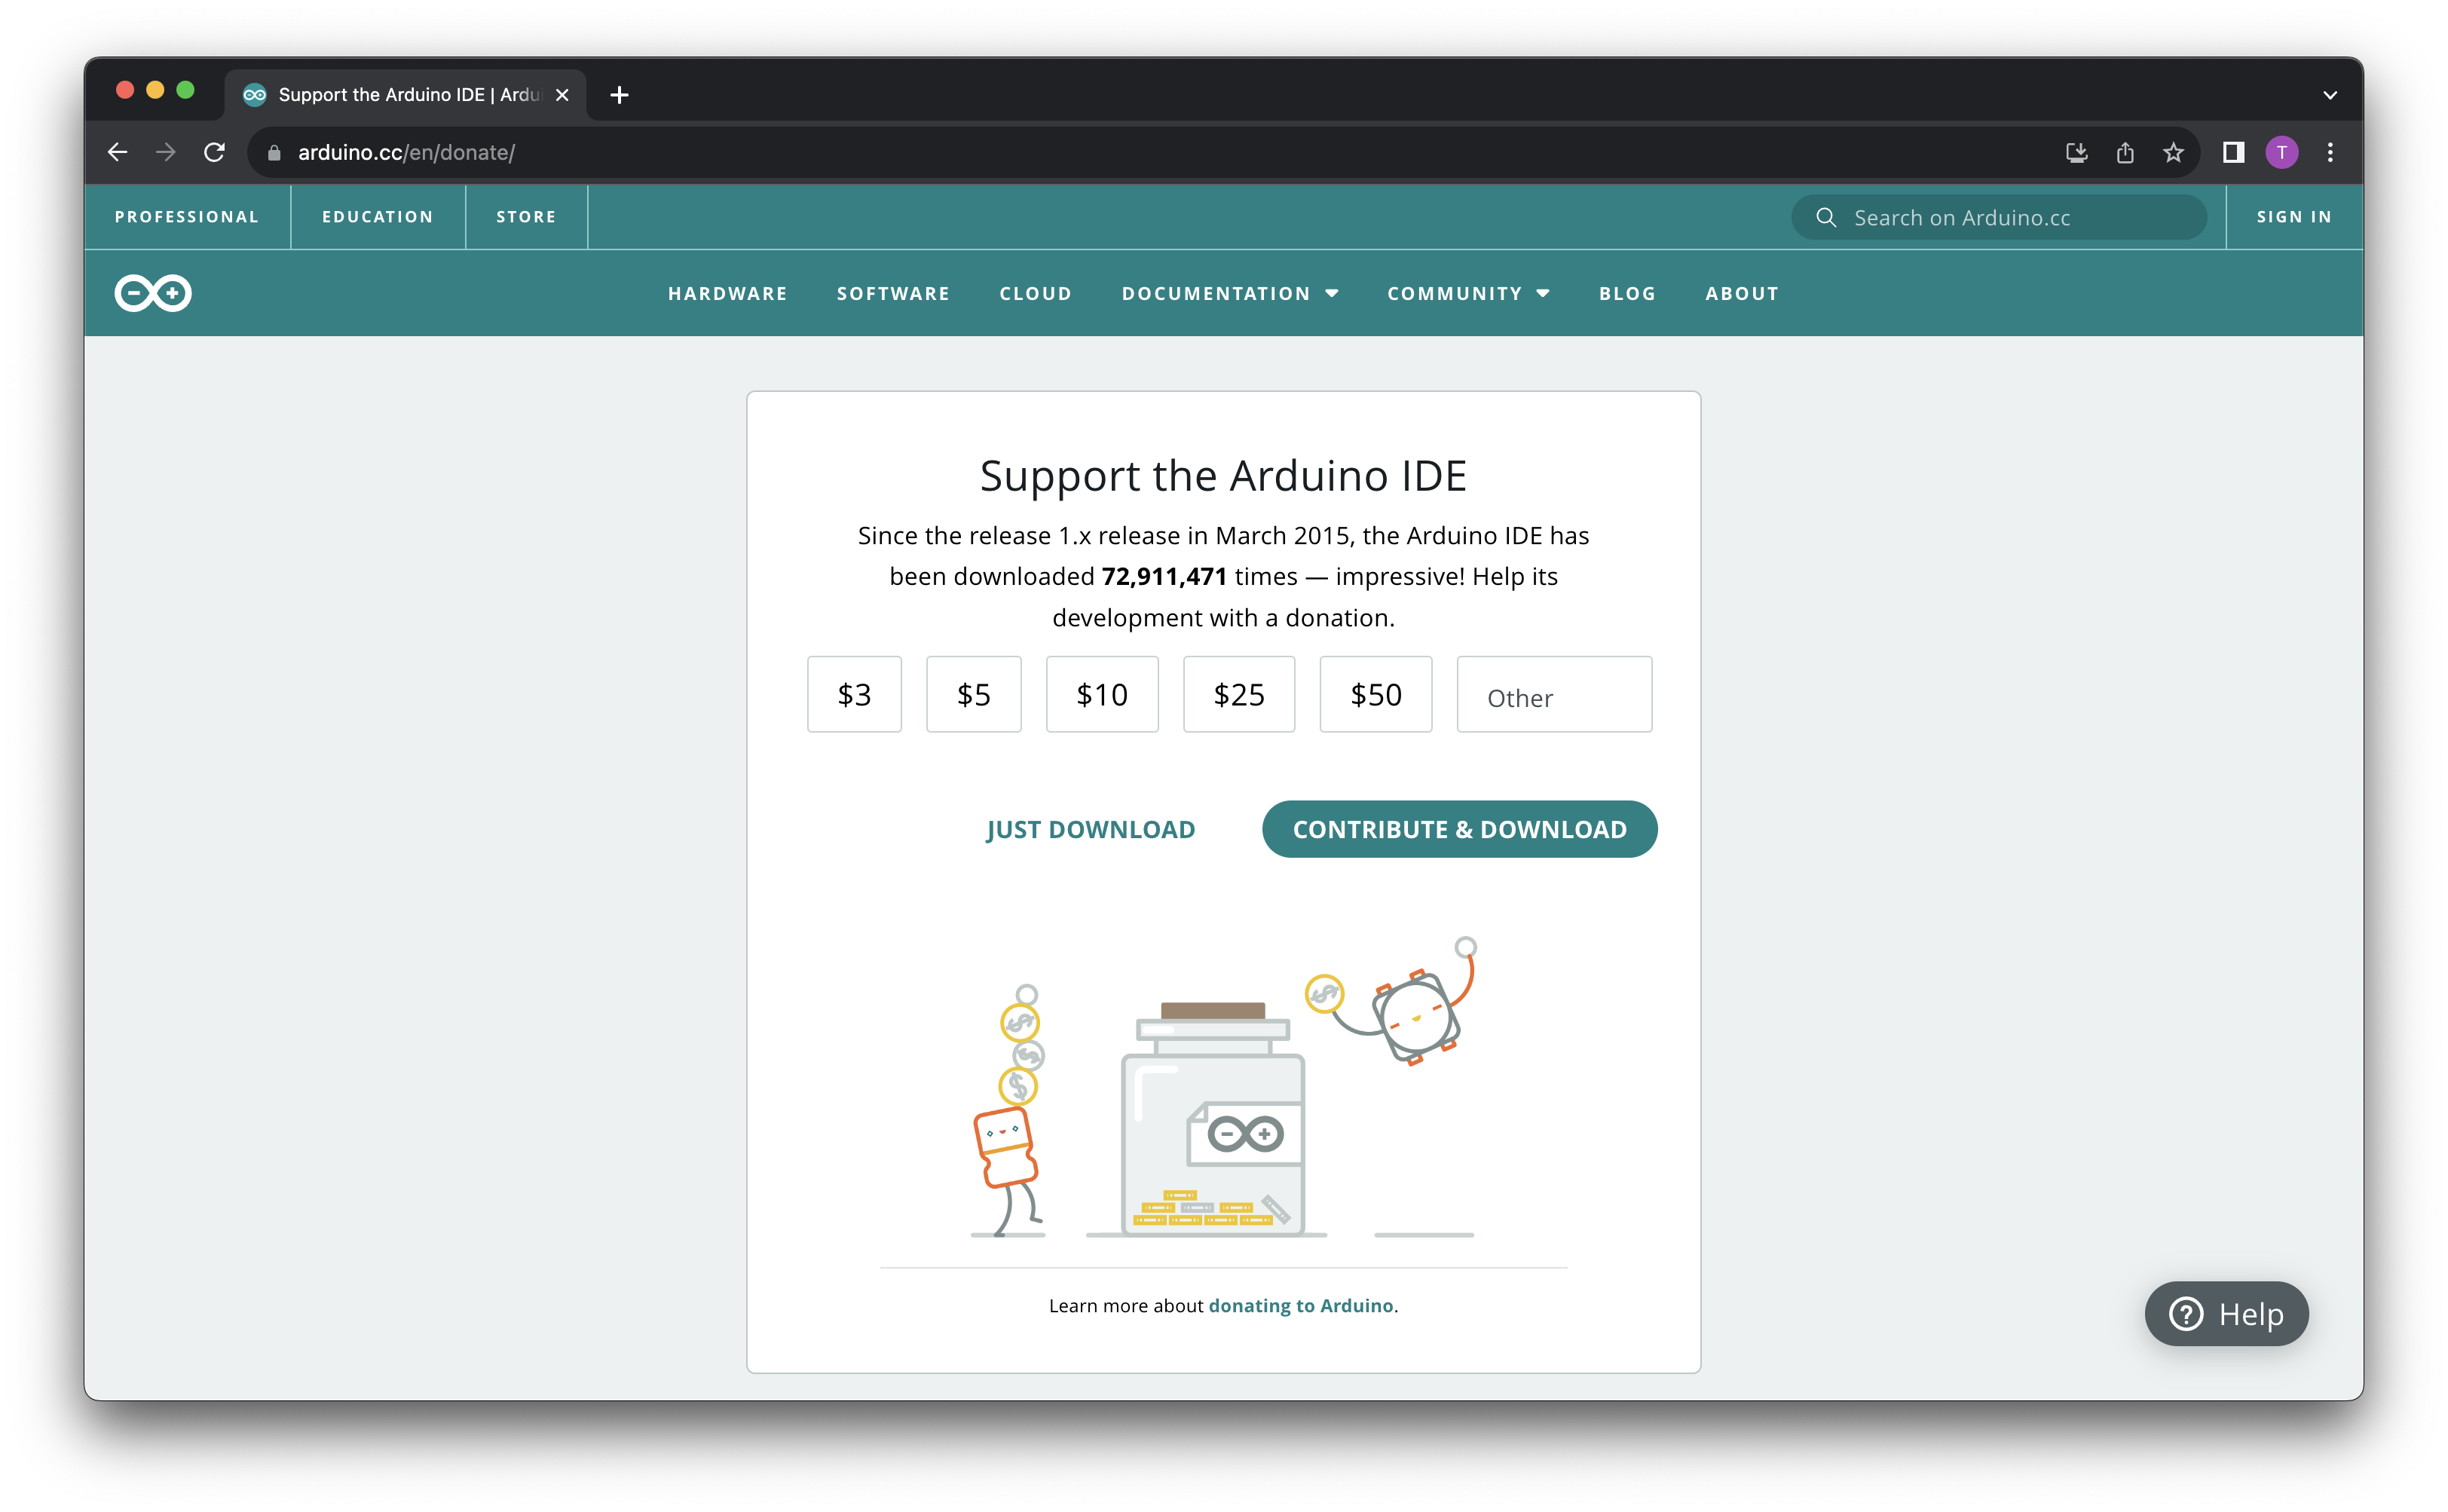 Support the Arduino IDE | Ardu
arduino.cc/en/donate/
T
PROFESSIONAL
EDUCATION
STORE
Search on Arduino.cc
SIGN IN
HARDWARE
SOFTWARE
CLOUD
DOCUMENTATION
COMMUNITY
BLOG
ABOUT
Support the Arduino IDE
Since the release 1.x release in March 2015, the Arduino IDE has
been downloaded 72,911,471 times — impressive! Help its
development with a donation.
$3
$5
$10
$25
$50
Other
JUST DOWNLOAD
CONTRIBUTE & DOWNLOAD
$
$
$
$
Learn more about donating to Arduino.
Help